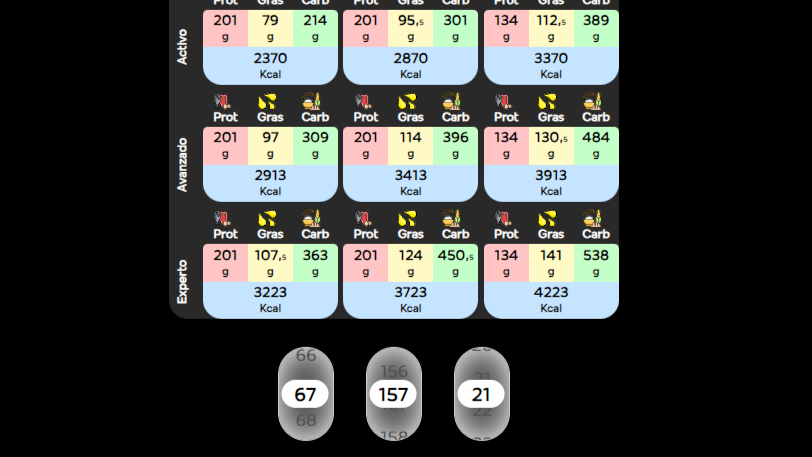 Prot Gras Carb Prot Gras Carb Prot Gras Carb
Activo
201 79 214 201 95,5 301 134 112,5 389
g g g g g g g g g
2370 2870 3370
Kcal Kcal Kcal
Prot Gras Carb Prot Gras Carb Prot Gras Carb
Avanzado
201 97 309 201 114 396 134 130,5 484
g g g g g g g g g
2913 3413 3913
Kcal Kcal Kcal
Prot Gras Carb Prot Gras Carb Prot Gras Carb
Experto
201 107,5 363 201 124 450,5 134 141 538
g g g g g g g g g
3223 3723 4223
Kcal Kcal Kcal
66 156 21
67 157 21
68 158 22